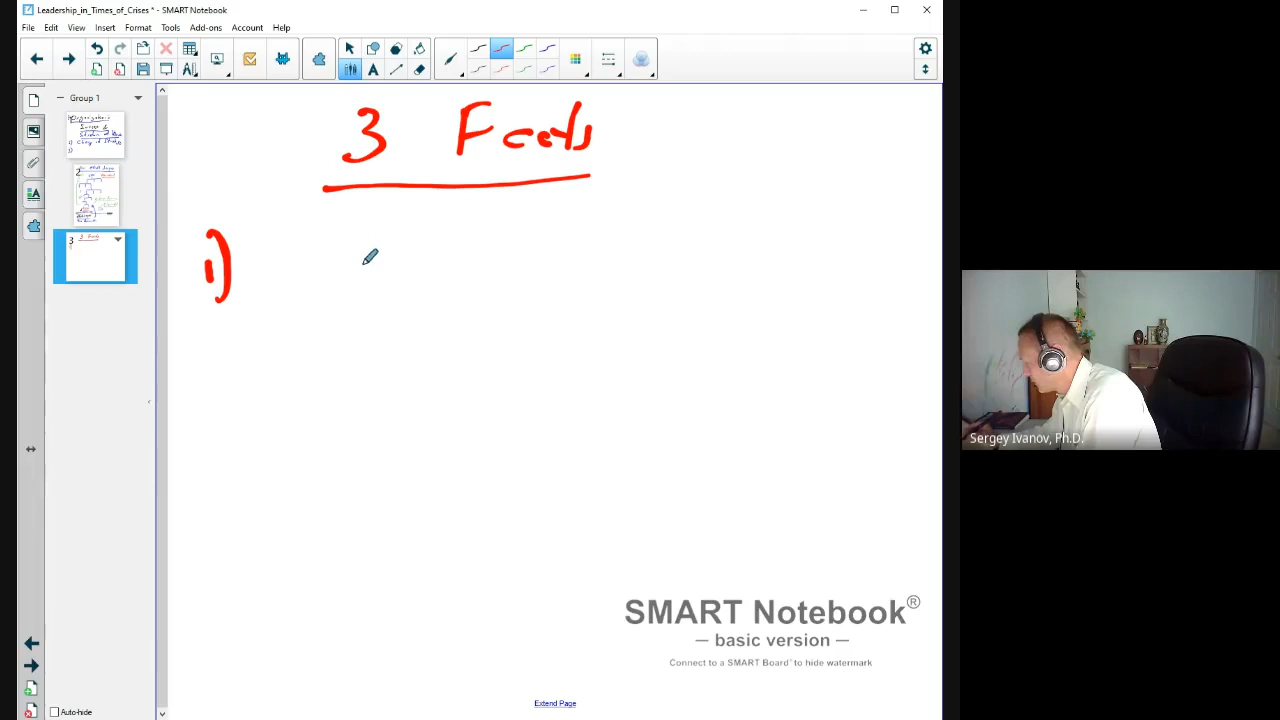 Leadership_in_Times_of_Crises * - SMART Notebook
File Edit View Insert Format Tools Add-ons Account Help
Group 1
3 Facts
1)
Sergey Ivanov, Ph.D.
SMART Notebook®
— basic version —
Connect to a SMART Board™ to hide watermark
Extend Page
Auto-hide